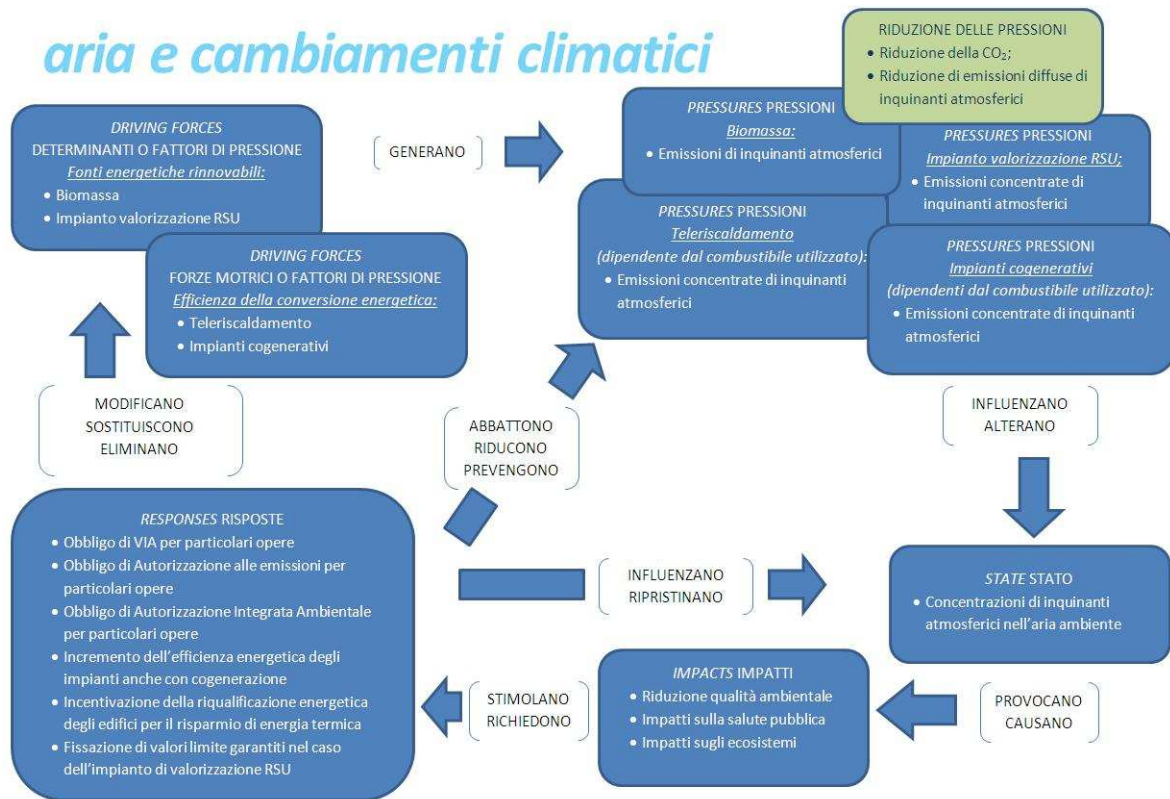 aria e cambiamenti climatici
RIDUZIONE DELLE PRESSIONI
• Riduzione della CO₂;
• Riduzione di emissioni diffuse di
inquinanti atmosferici
DRIVING FORCES
DETERMINANTI O FATTORI DI PRESSIONE
Fonti energetiche rinnovabili:
• Biomassa
• Impianto valorizzazione RSU
DRIVING FORCES
FORZE MOTRICI O FATTORI DI PRESSIONE
Efficienza della conversione energetica:
• Teleriscaldamento
• Impianti cogenerativi
GENERANO
PRESSURES PRESSIONI
Biomassa:
• Emissioni di inquinanti atmosferici
PRESSURES PRESSIONI
Impianto valorizzazione RSU;
• Emissioni concentrate di
inquinanti atmosferici
PRESSURES PRESSIONI
Teleriscaldamento
(dipendente dal combustibile utilizzato):
• Emissioni concentrate di inquinanti
atmosferici
PRESSURES PRESSIONI
Impianti cogenerativi
(dipendenti dal combustibile utilizzato):
• Emissioni concentrate di inquinanti
atmosferici
MODIFICANO
SOSTITUISCONO
ELIMINANO
ABBATTONO
RIDUCONO
PREVENGONO
INFLUENZANO
ALTERANO
RESPONSES RISPOSTE
• Obbligo di VIA per particolari opere
• Obbligo di Autorizzazione alle emissioni per
particolari opere
• Obbligo di Autorizzazione Integrata Ambientale
per particolari opere
• Incremento dell'efficienza energetica degli
impianti anche con cogenerazione
• Incentivazione della riqualificazione energetica
degli edifici per il risparmio di energia termica
• Fissazione di valori limite garantiti nel caso
dell'impianto di valorizzazione RSU
INFLUENZANO
RIPRISTINANO
STATE STATO
• Concentrazioni di inquinanti
atmosferici nell'aria ambiente
STIMOLANO
RICHIEDONO
IMPACTS IMPATTI
• Riduzione qualità ambientale
• Impatti sulla salute pubblica
• Impatti sugli ecosistemi
PROVOCANO
CAUSANO